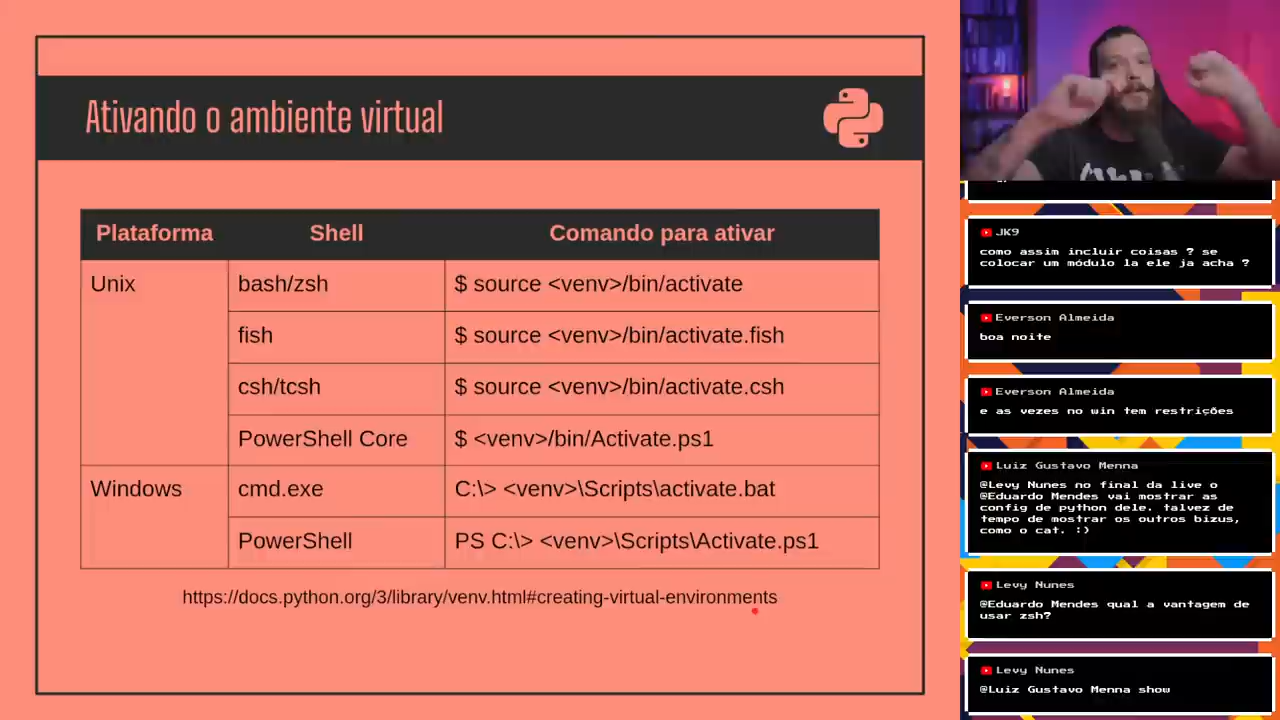 Ativando o ambiente virtual
Plataforma Shell Comando para ativar
Unix bash/zsh $ source <venv>/bin/activate
fish $ source <venv>/bin/activate.fish
csh/tcsh $ source <venv>/bin/activate.csh
PowerShell Core $ <venv>/bin/Activate.ps1
Windows cmd.exe C:\> <venv>\Scripts\activate.bat
PowerShell PS C:\> <venv>\Scripts\Activate.ps1
https://docs.python.org/3/library/venv.html#creating-virtual-environments
JK9
como assim incluir coisas ? se
colocar um módulo la ele ja acha ?
Everson Almeida
boa noite
Everson Almeida
e as vezes no win tem restrições
Luiz Gustavo Menna
@Levy Nunes no final da live o
@Eduardo Mendes vai mostrar as
config de python dele. talvez de
tempo de mostrar os outros bizus,
como o cat. :)
Levy Nunes
@Eduardo Mendes qual a vantagem de
usar zsh?
Levy Nunes
@Luiz Gustavo Menna show